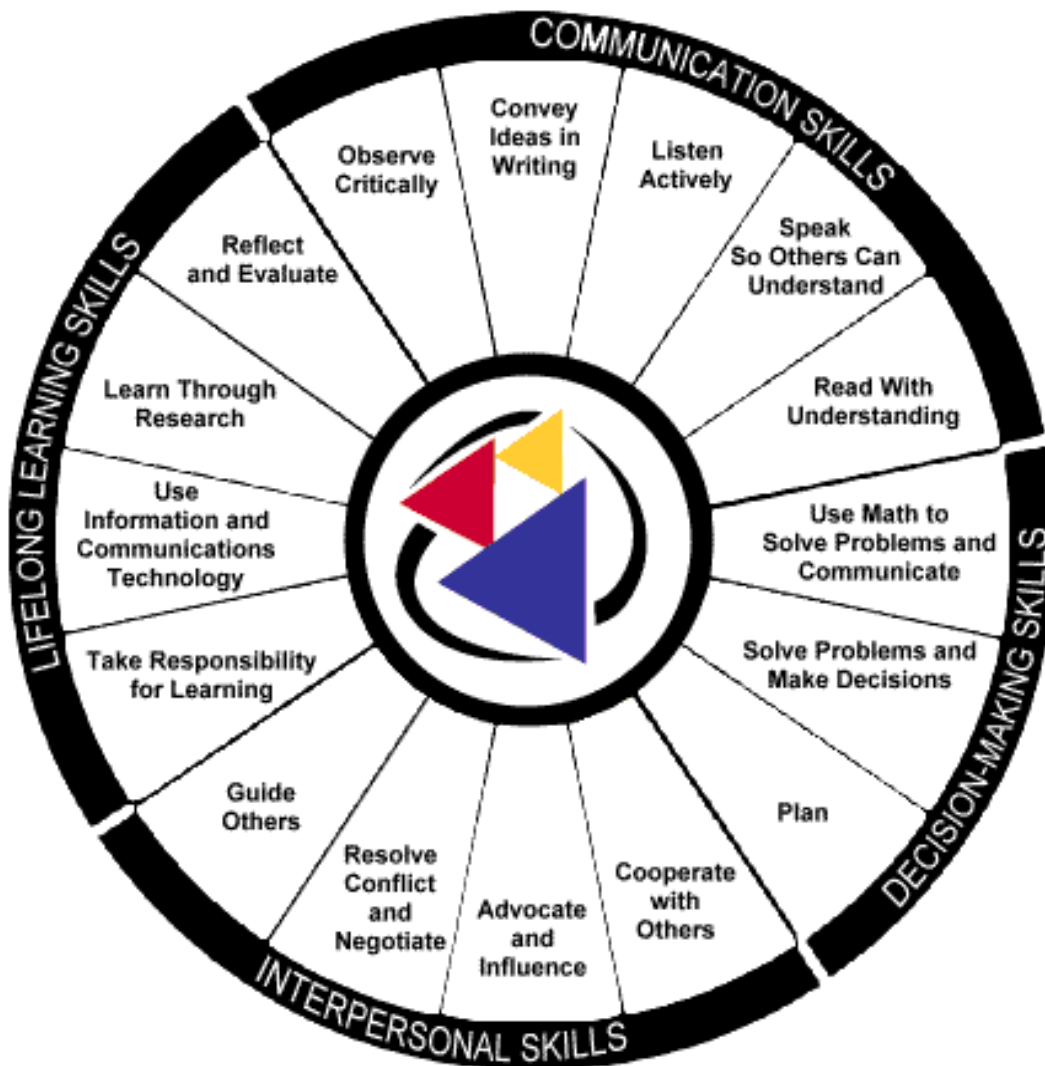 COMMUNICATION SKILLS
Observe
Critically
Convey
Ideas in
Writing
Listen
Actively
Speak
So Others Can
Understand
Read With
Understanding
DECISION-MAKING SKILLS
Use Math to
Solve Problems and
Communicate
Solve Problems and
Make Decisions
Plan
INTERPERSONAL SKILLS
Cooperate
with
Others
Advocate
and
Influence
Resolve
Conflict
and
Negotiate
Guide
Others
LIFELONG LEARNING SKILLS
Take Responsibility
for Learning
Use
Information and
Communications
Technology
Learn Through
Research
Reflect
and Evaluate